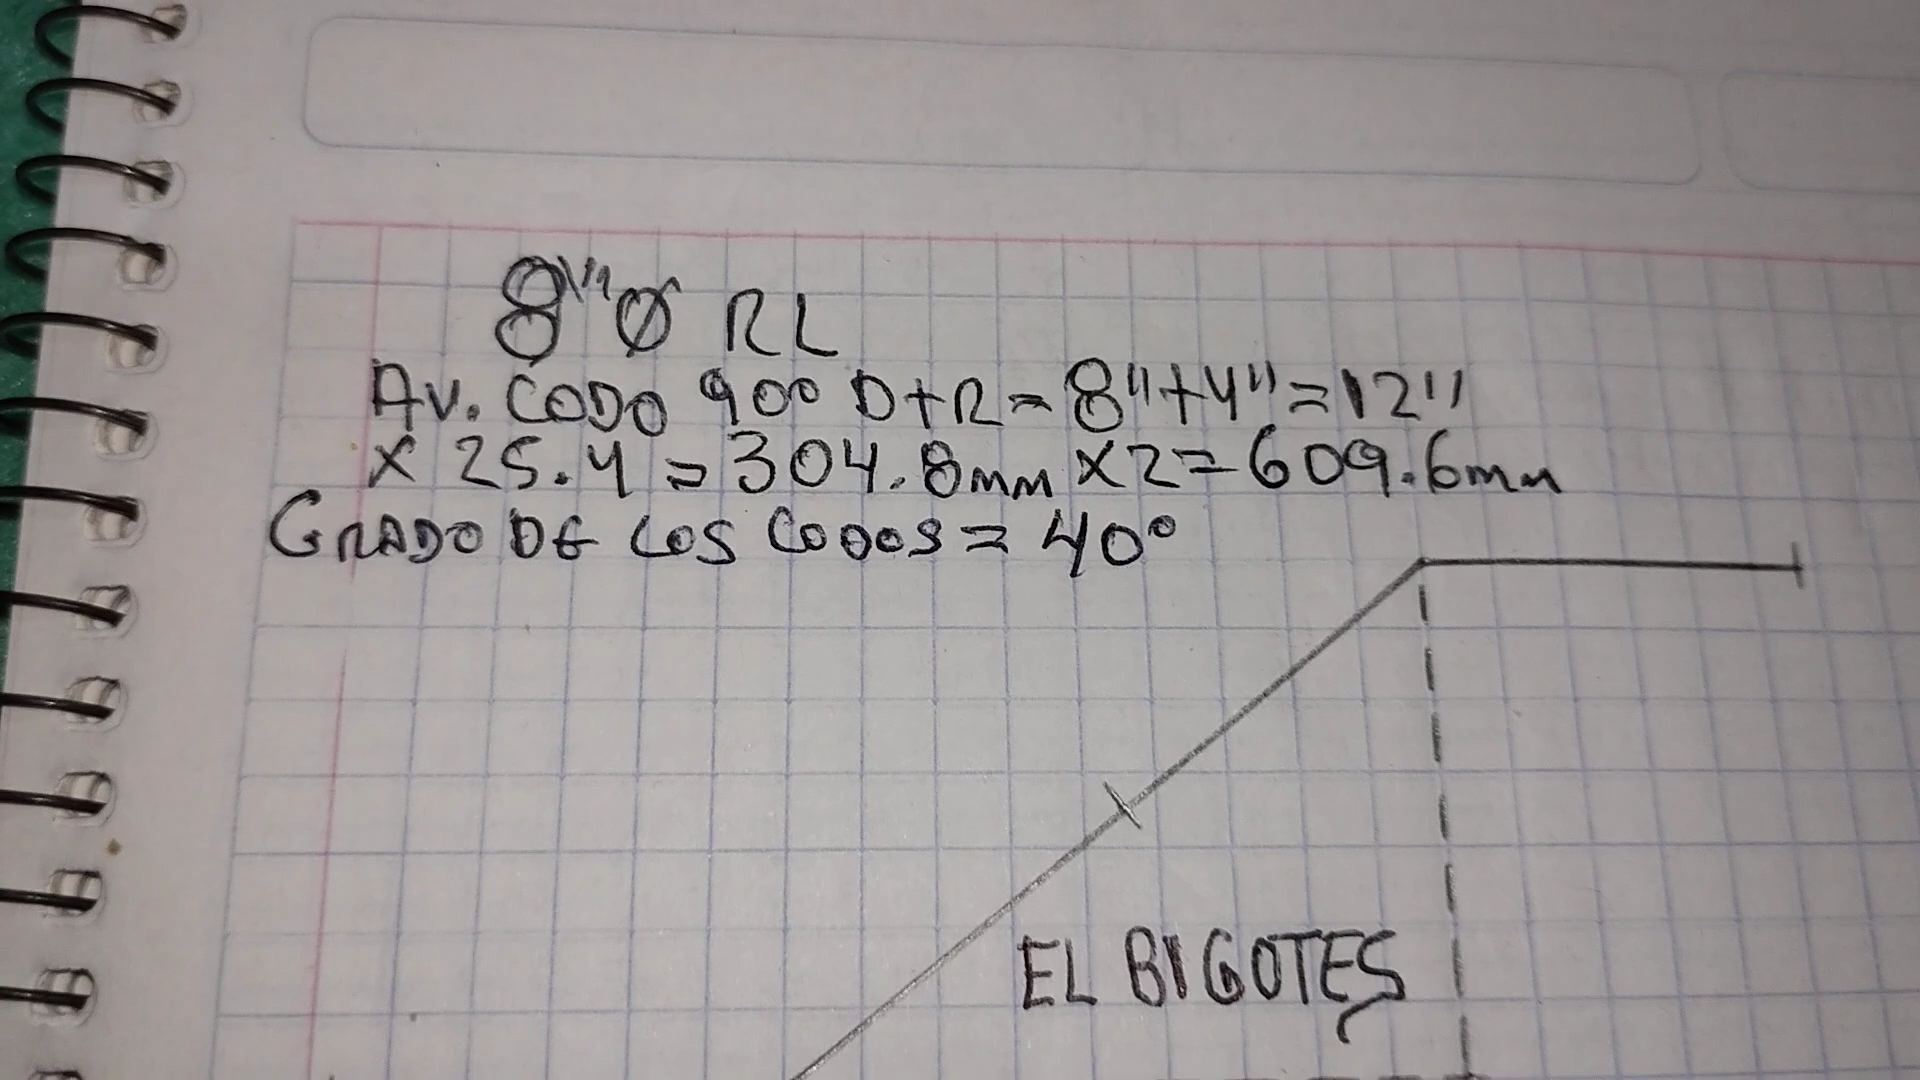 8"Ø RL
AV. CODO 90° D+R = 8"+4" = 12"
X 25.4 = 304.8mm X2 = 609.6mm
GRADO DE LOS CODOS = 40°
EL BIGOTES